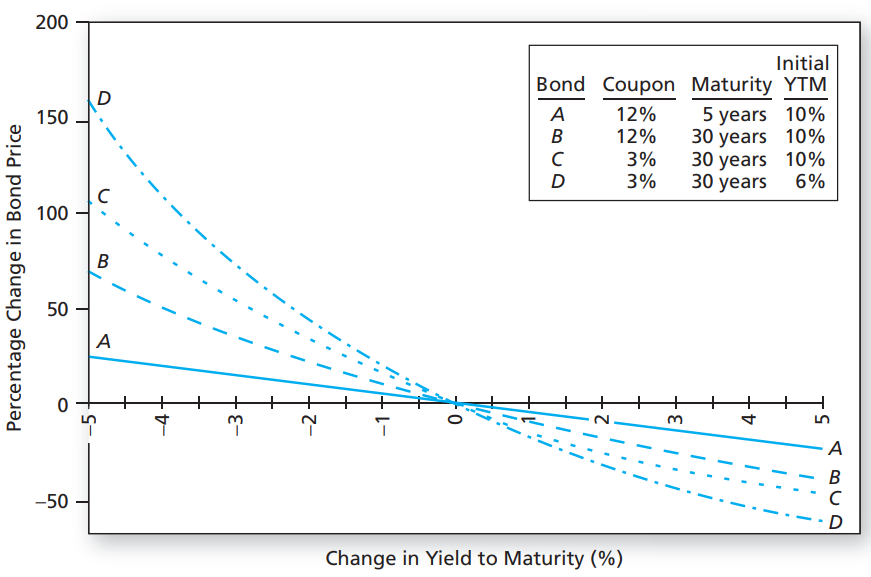 200
150
100
50
0
−50
Percentage Change in Bond Price
D
C
B
A
Initial
Bond Coupon Maturity YTM
A 12% 5 years 10%
B 12% 30 years 10%
C 3% 30 years 10%
D 3% 30 years 6%
−5 −4 −3 −2 −1 0 1 2 3 4 5
A
B
C
D
Change in Yield to Maturity (%)